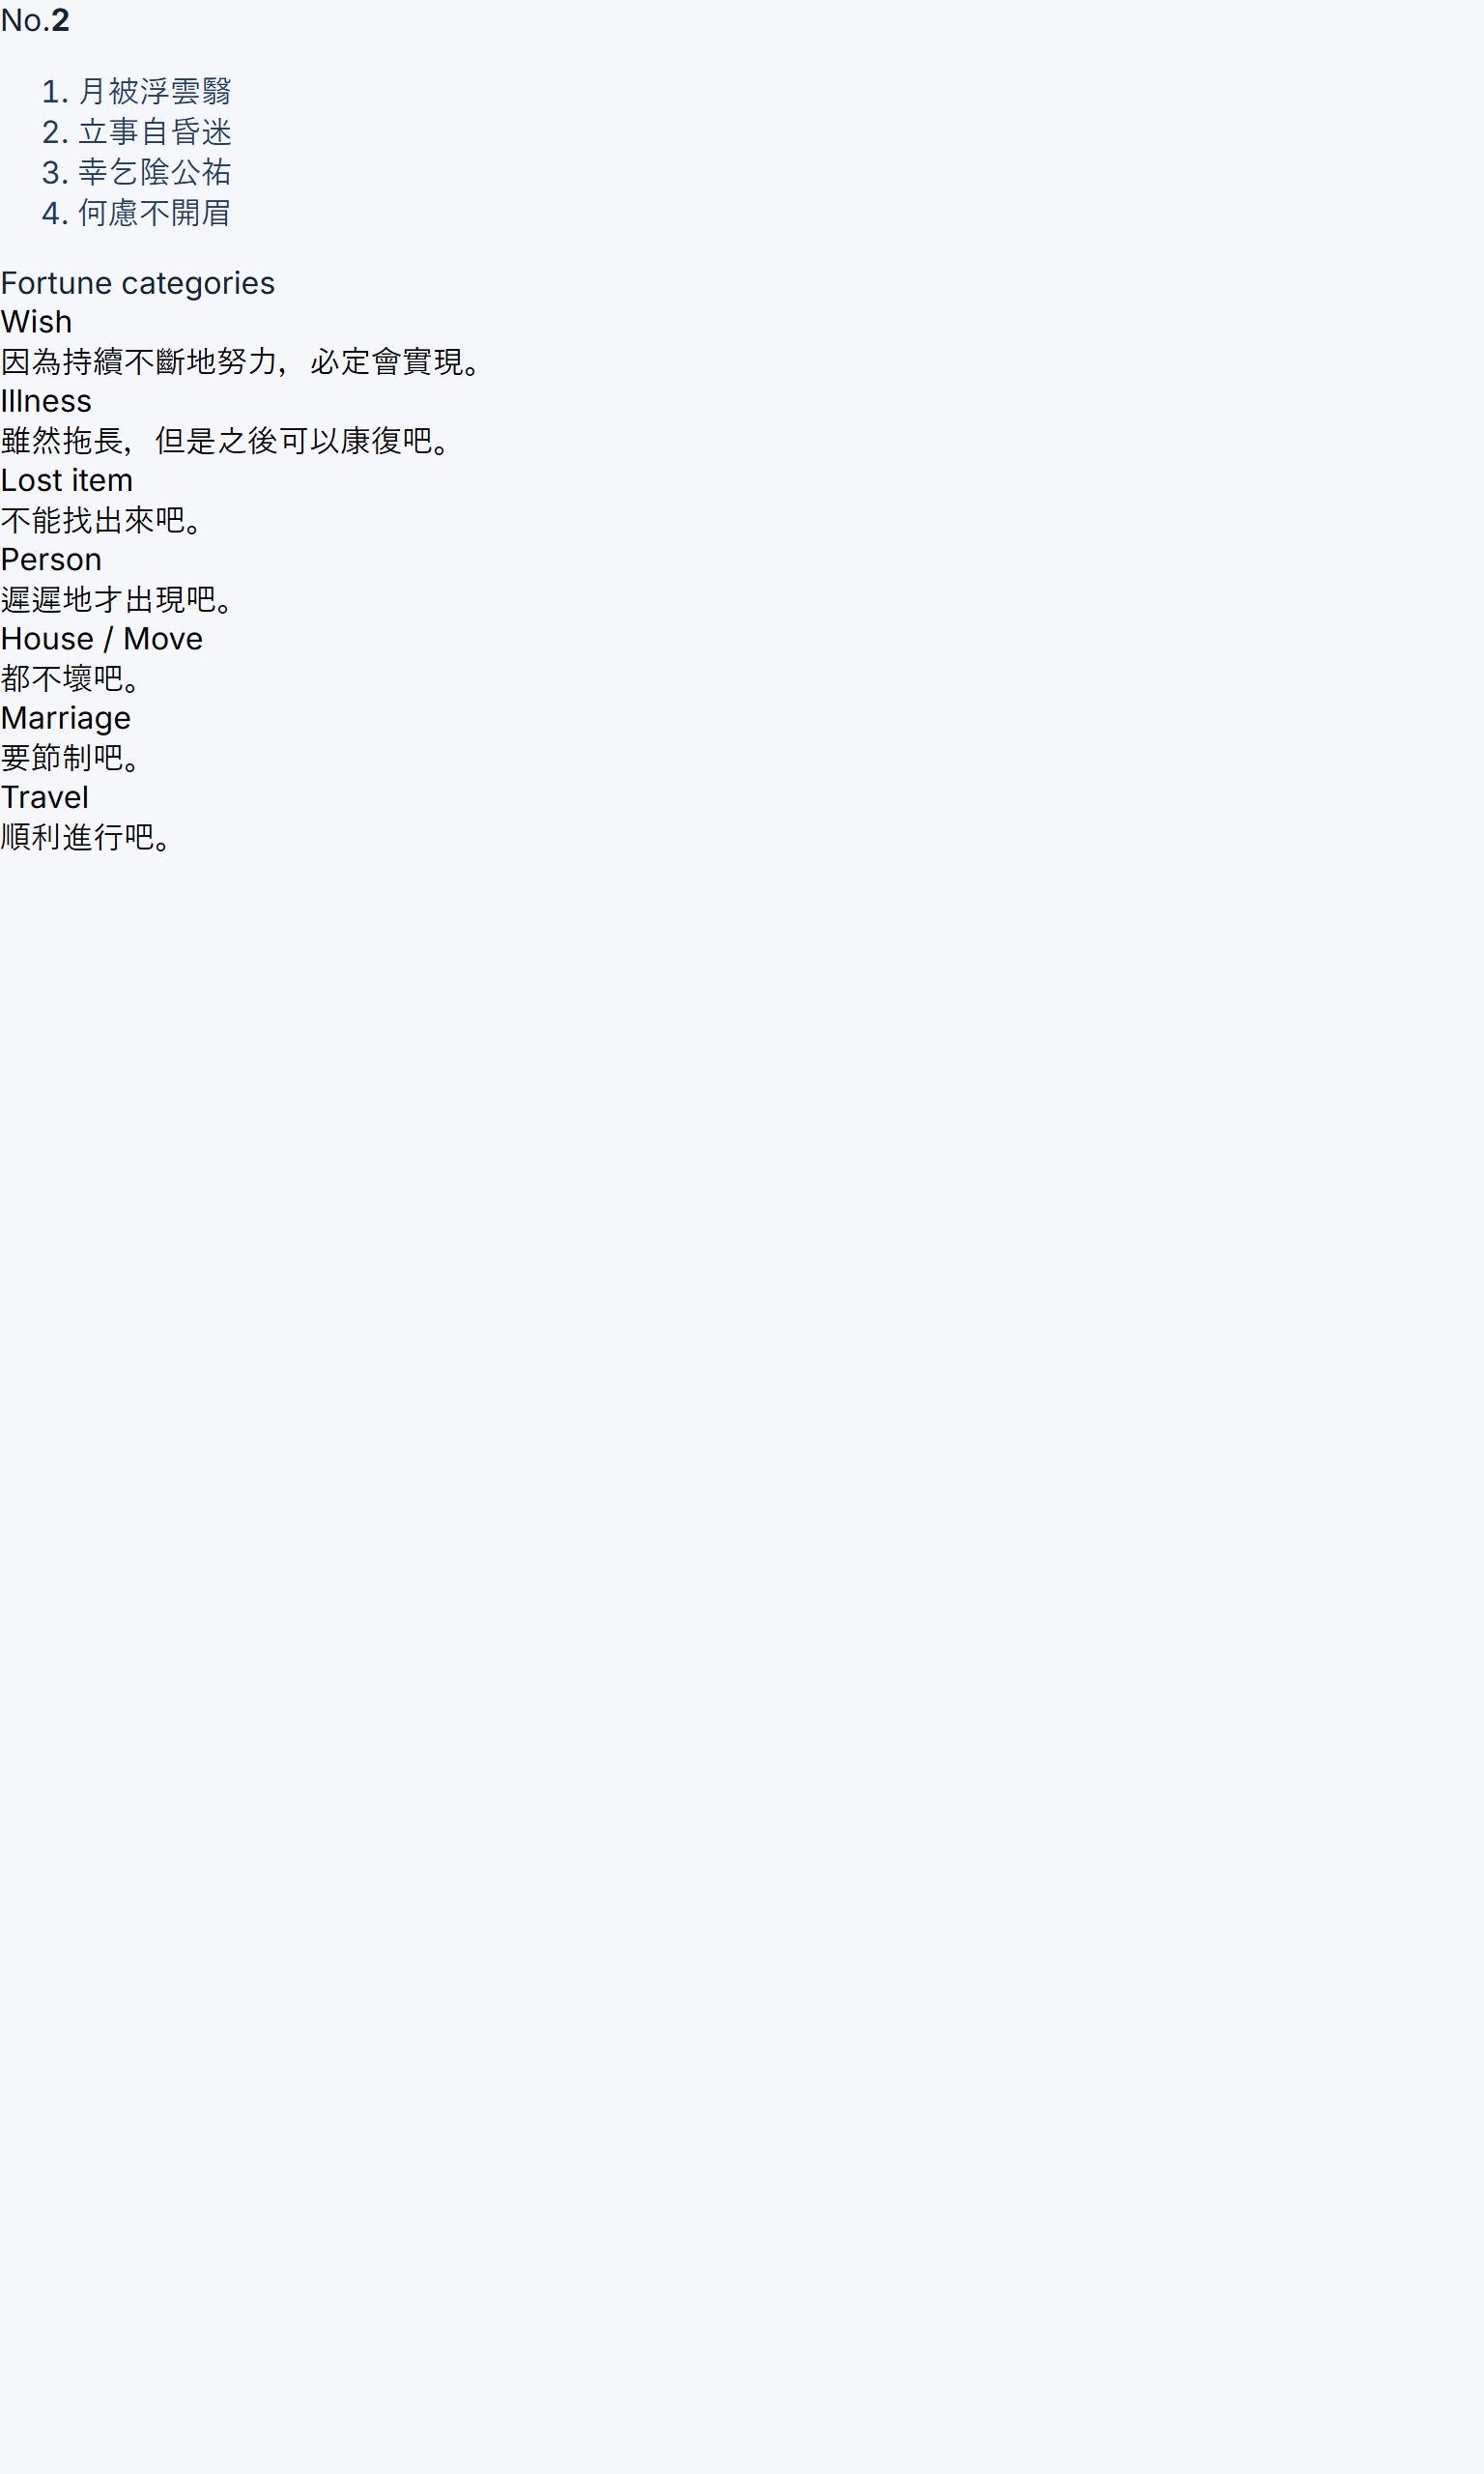 No.2
1. 月被浮雲翳
2. 立事自昏迷
3. 幸乞陰公祐
4. 何慮不開眉
Fortune categories
Wish
因為持續不斷地努力，必定會實現。
Illness
雖然拖長，但是之後可以康復吧。
Lost item
不能找出來吧。
Person
遲遲地才出現吧。
House / Move
都不壞吧。
Marriage
要節制吧。
Travel
順利進行吧。